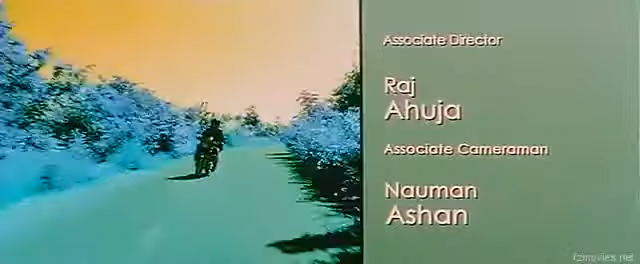 Associate Director
Raj
Ahuja
Associate Cameraman
Nauman
Ashan
fzmovies.net